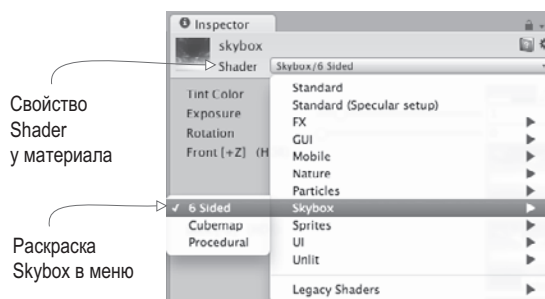 Inspector
skybox
Shader Skybox/6 Sided
Свойство
Shader
у материала
Tint Color
Exposure
Rotation
Front [+Z] (H
Standard
Standard (Specular setup)
FX
GUI
Mobile
Nature
Particles
Skybox
Sprites
UI
Unlit
Legacy Shaders
✓ 6 Sided
Cubemap
Procedural
Раскраска
Skybox в меню